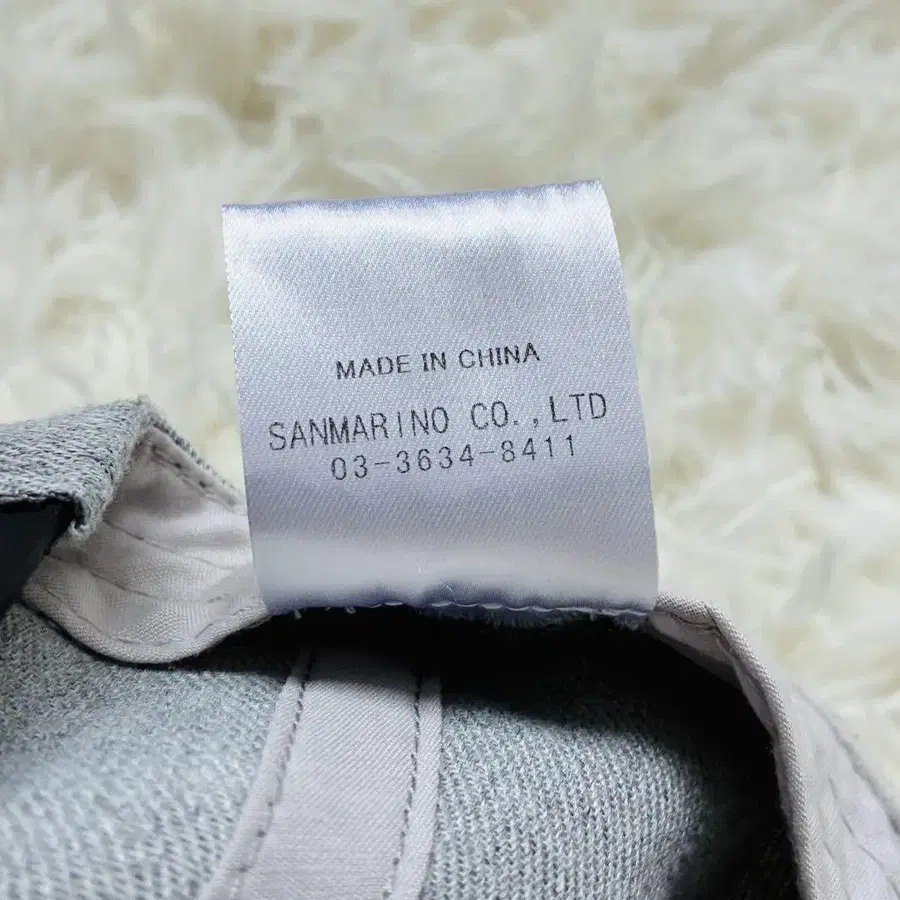 MADE IN CHINA
SANMARINO CO.,LTD
03-3634-8411